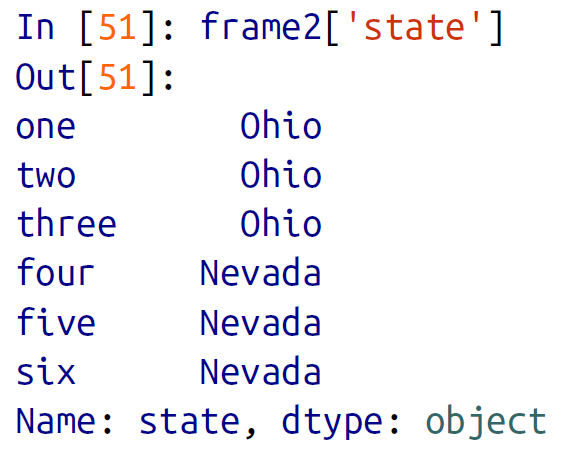 In [51]: frame2['state']
Out[51]:
one        Ohio
two        Ohio
three      Ohio
four     Nevada
five     Nevada
six      Nevada
Name: state, dtype: object